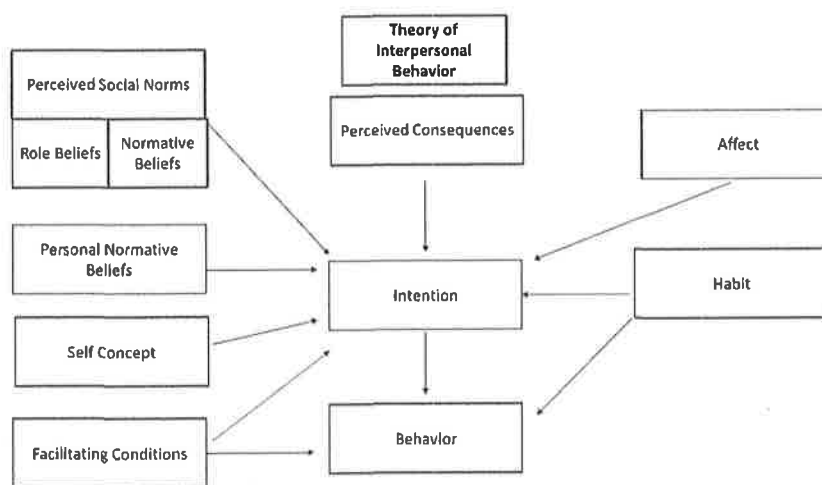 Theory of
Interpersonal
Behavior
Perceived Social Norms
Role Beliefs
Normative
Beliefs
Perceived Consequences
Affect
Personal Normative
Beliefs
Intention
Habit
Self Concept
Facilitating Conditions
Behavior